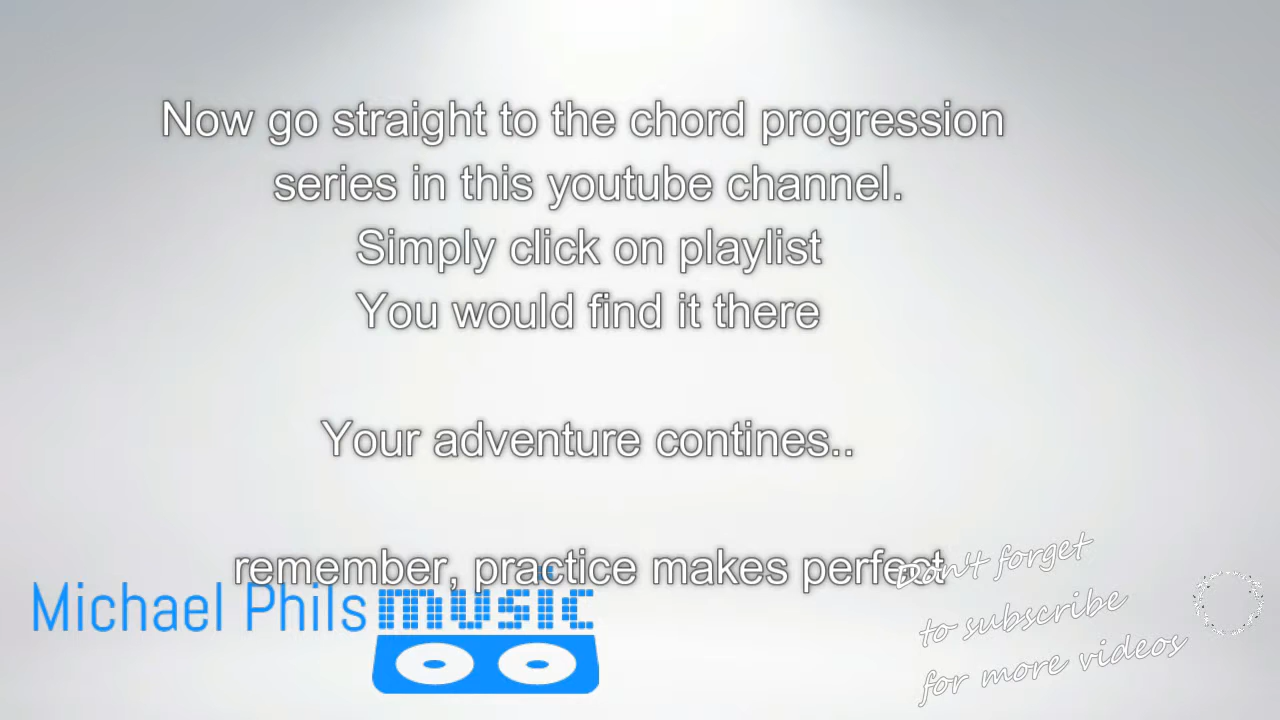 Now go straight to the chord progression
series in this youtube channel.
Simply click on playlist
You would find it there
Your adventure contines..
remember, practice makes perfect
Michael Phils music
Don't forget
to subscribe
for more videos